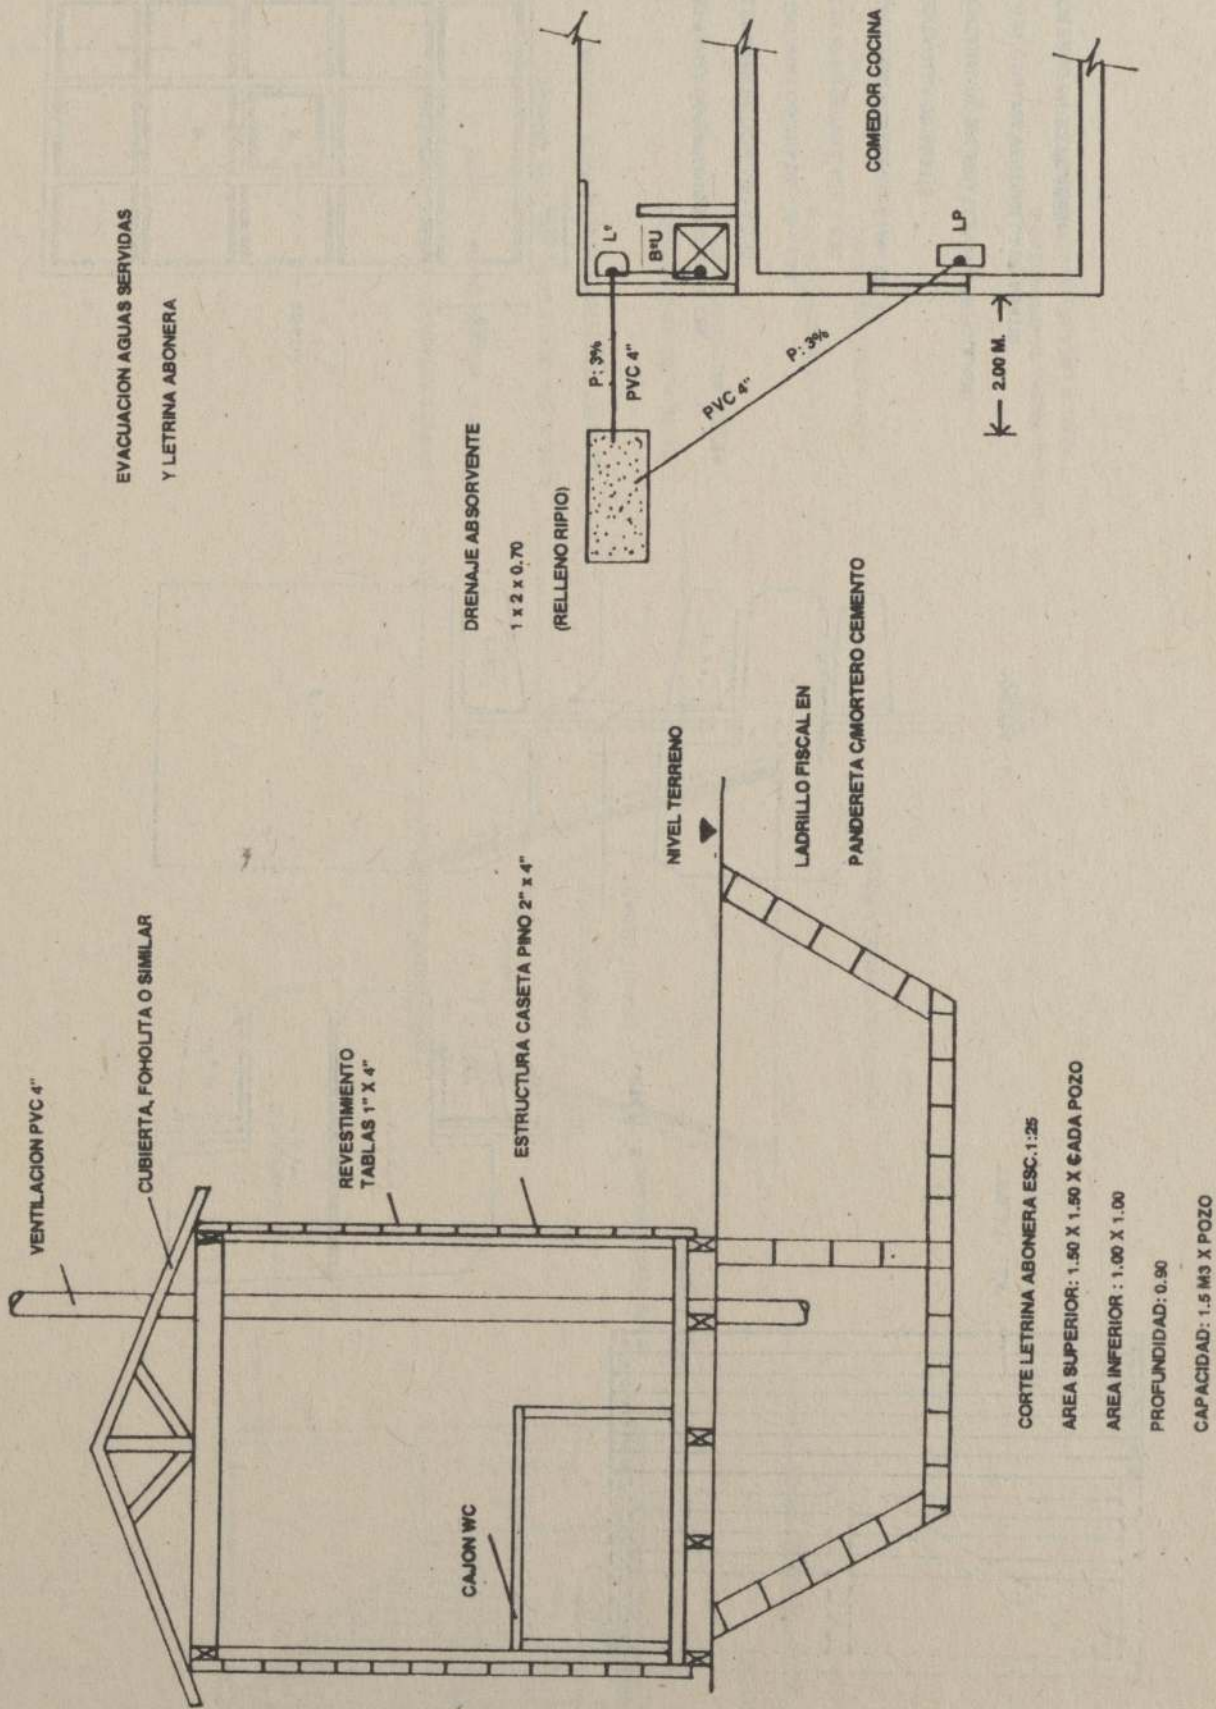 EVACUACION AGUAS SERVIDAS
Y LETRINA ABONERA
VENTILACION PVC 4"
CUBIERTA, FOHOLITA O SIMILAR
REVESTIMIENTO
TABLAS 1" X 4"
ESTRUCTURA CASETA PINO 2" x 4"
CAJON WC
NIVEL TERRENO
LADRILLO FISCAL EN
PANDERETA C/MORTERO CEMENTO
CORTE LETRINA ABONERA ESC.1:25
AREA SUPERIOR: 1.50 X 1.50 X CADA POZO
AREA INFERIOR : 1.00 X 1.00
PROFUNDIDAD: 0.90
CAPACIDAD: 1.5 M3 X POZO
DRENAJE ABSORVENTE
1 x 2 x 0.70
(RELLENO RIPIO)
P: 3%
PVC 4"
Lº
BºU
PVC 4"
P: 3%
LP
COMEDOR COCINA
2.00 M.